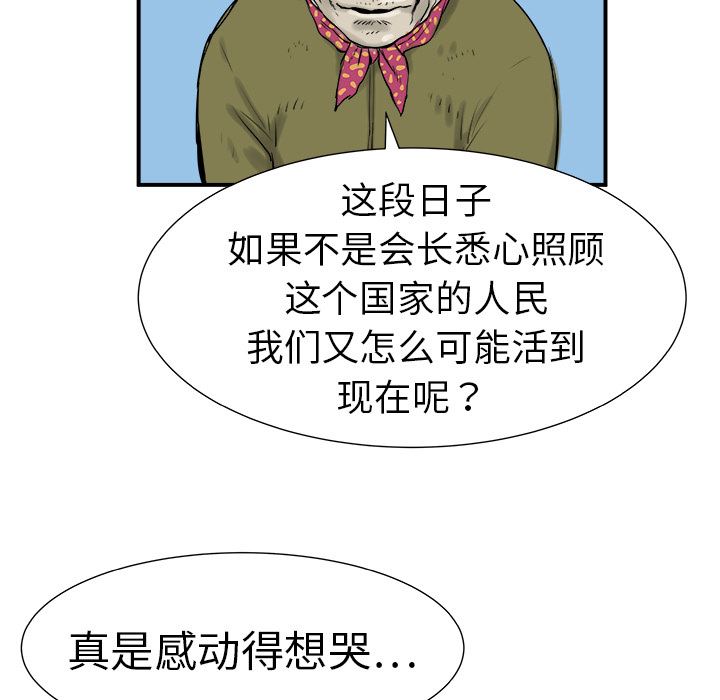 这段日子
如果不是会长悉心照顾
这个国家的人民
我们又怎么可能活到
现在呢？
真是感动得想哭...